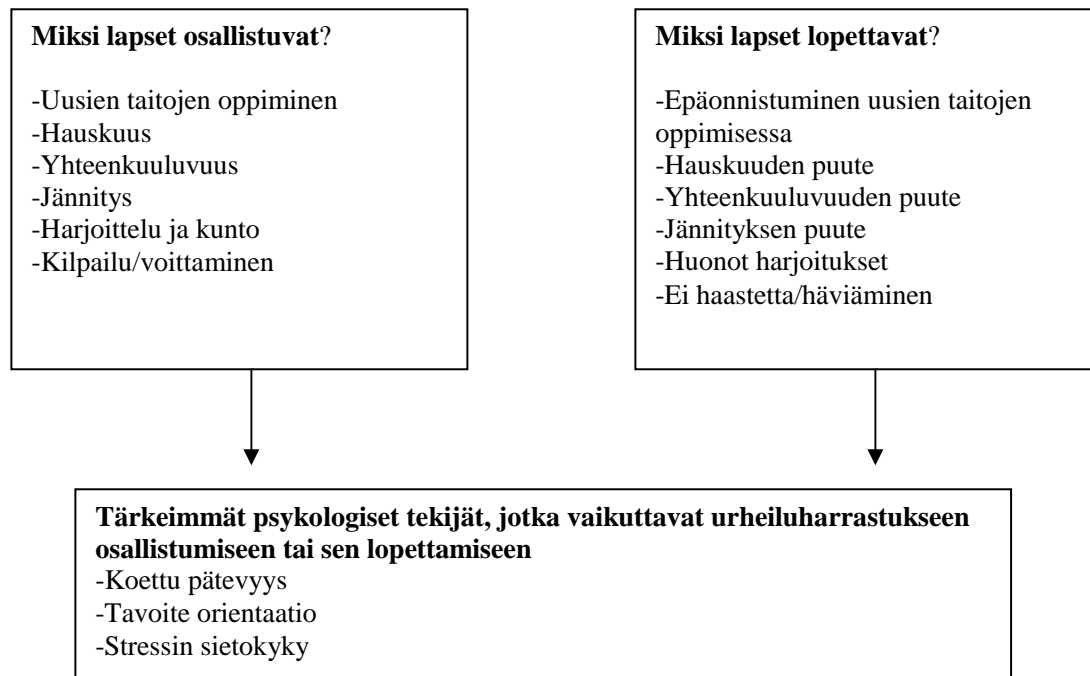 Miksi lapset osallistuvat?
-Uusien taitojen oppiminen
-Hauskuus
-Yhteenkuuluvuus
-Jännitys
-Harjoittelu ja kunto
-Kilpailu/voittaminen
Miksi lapset lopettavat?
-Epäonnistuminen uusien taitojen
oppimisessa
-Hauskuuden puute
-Yhteenkuuluvuuden puute
-Jännityksen puute
-Huonot harjoitukset
-Ei haastetta/häviäminen
Tärkeimmät psykologiset tekijät, jotka vaikuttavat urheiluharrastukseen
osallistumiseen tai sen lopettamiseen
-Koettu pätevyys
-Tavoite orientaatio
-Stressin sietokyky